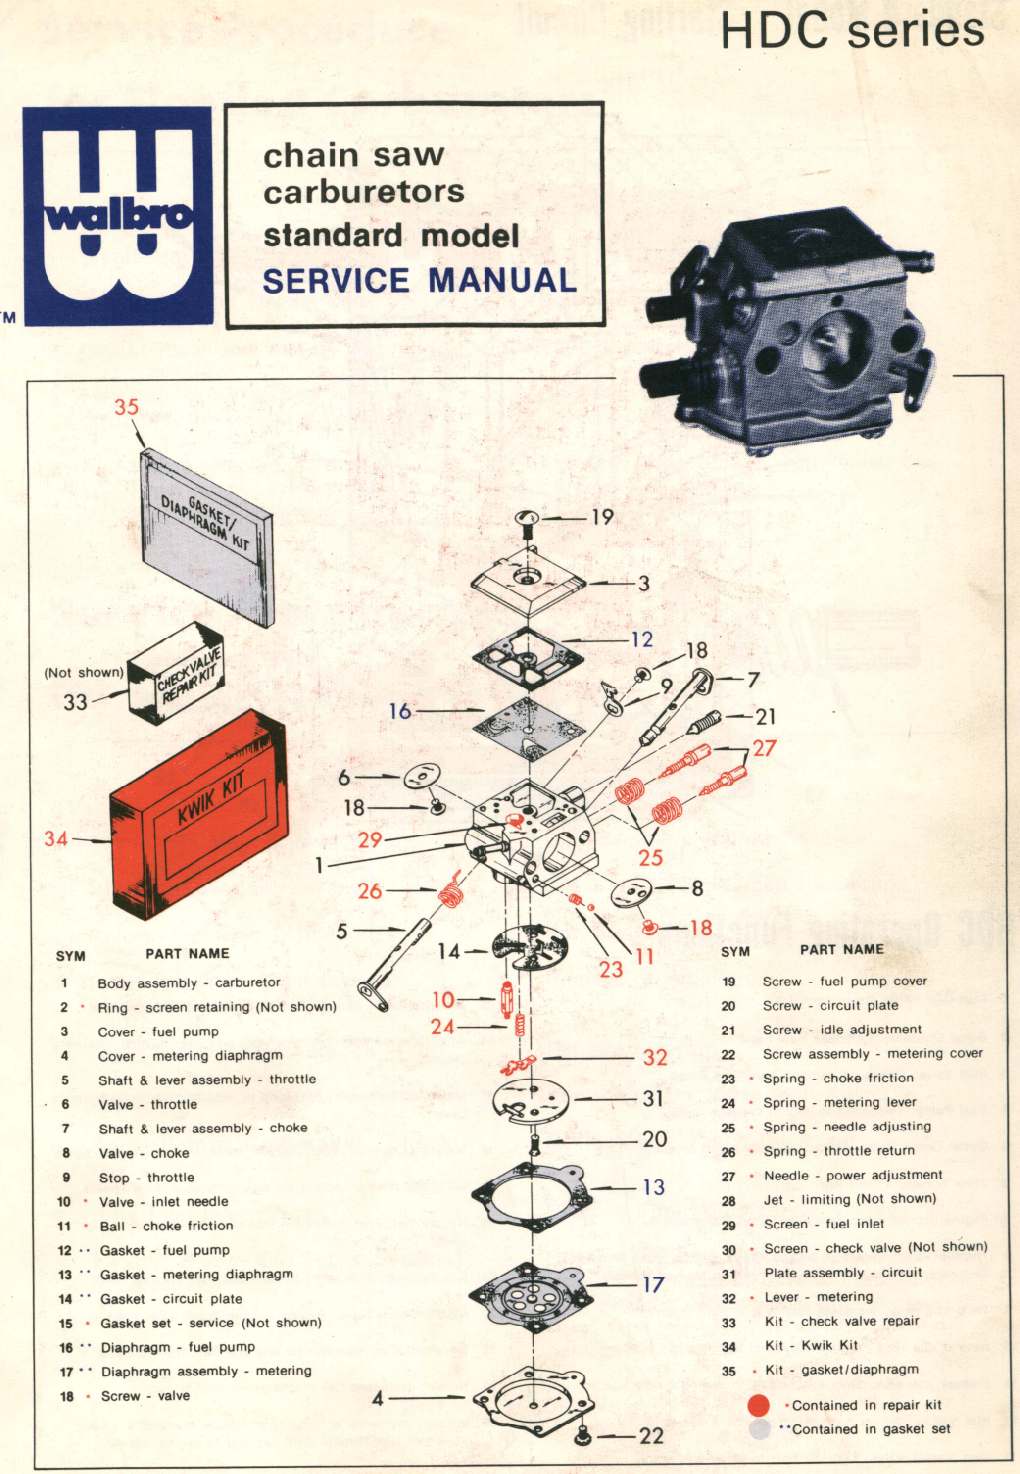 HDC series
walbro
TM
chain saw
carburetors
standard model
SERVICE MANUAL
35
GASKET/
DIAPHRAGM KIT
(Not shown)
33
CHECK VALVE
REPAIR KIT
34
KWIK KIT
19
3
12
18
9
7
16
21
27
6
18
29
1
25
26
8
5
18
14
23
11
10
24
32
31
20
13
17
4
22
SYM PART NAME
1 Body assembly - carburetor
2 * Ring - screen retaining (Not shown)
3 Cover - fuel pump
4 Cover - metering diaphragm
5 Shaft & lever assembly - throttle
6 Valve - throttle
7 Shaft & lever assembly - choke
8 Valve - choke
9 Stop - throttle
10 * Valve - inlet needle
11 * Ball - choke friction
12 ** Gasket - fuel pump
13 ** Gasket - metering diaphragm
14 ** Gasket - circuit plate
15 * Gasket set - service (Not shown)
16 ** Diaphragm - fuel pump
17 ** Diaphragm assembly - metering
18 * Screw - valve
SYM PART NAME
19 Screw - fuel pump cover
20 Screw - circuit plate
21 Screw - idle adjustment
22 Screw assembly - metering cover
23 * Spring - choke friction
24 * Spring - metering lever
25 * Spring - needle adjusting
26 * Spring - throttle return
27 * Needle - power adjustment
28 Jet - limiting (Not shown)
29 * Screen - fuel inlet
30 * Screen - check valve (Not shown)
31 Plate assembly - circuit
32 * Lever - metering
33 Kit - check valve repair
34 Kit - Kwik Kit
35 * Kit - gasket/diaphragm
*Contained in repair kit
**Contained in gasket set